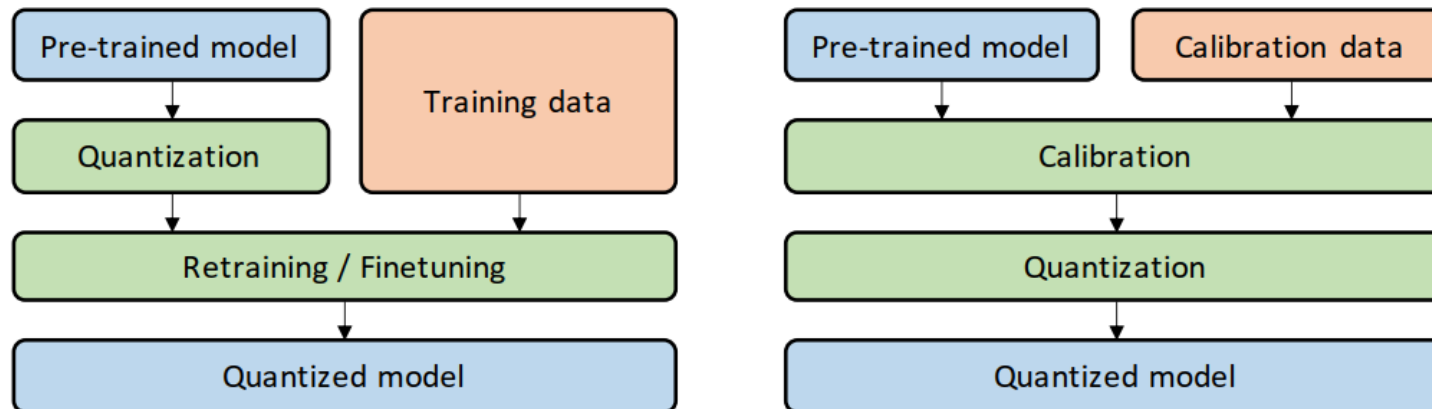 Pre-trained model
Training data
Quantization
Retraining / Finetuning
Quantized model
Pre-trained model
Calibration data
Calibration
Quantization
Quantized model